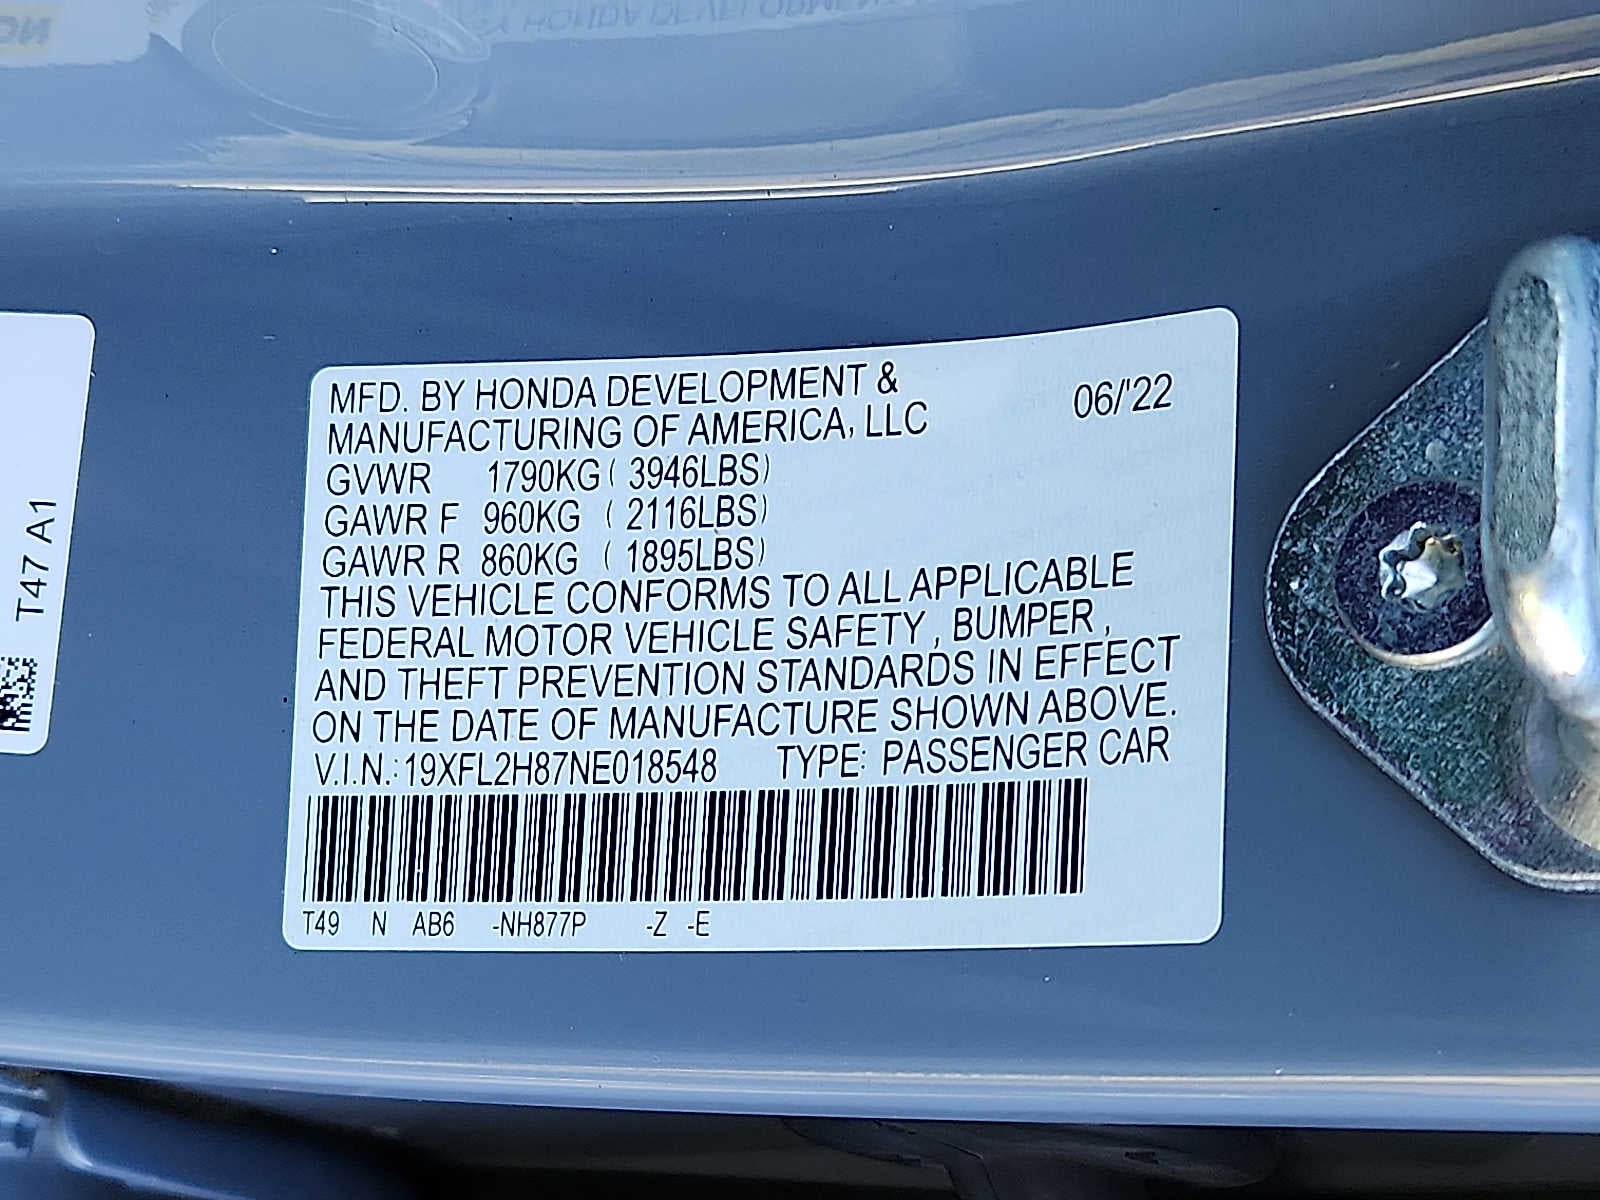 MFD. BY HONDA DEVELOPMENT & 06/'22
MANUFACTURING OF AMERICA, LLC
GVWR 1790KG ( 3946LBS)
GAWR F 960KG ( 2116LBS)
GAWR R 860KG ( 1895LBS)
THIS VEHICLE CONFORMS TO ALL APPLICABLE
FEDERAL MOTOR VEHICLE SAFETY, BUMPER,
AND THEFT PREVENTION STANDARDS IN EFFECT
ON THE DATE OF MANUFACTURE SHOWN ABOVE.
V.I.N.: 19XFL2H87NE018548 TYPE: PASSENGER CAR
T49 N AB6 -NH877P -Z -E
T47 A1